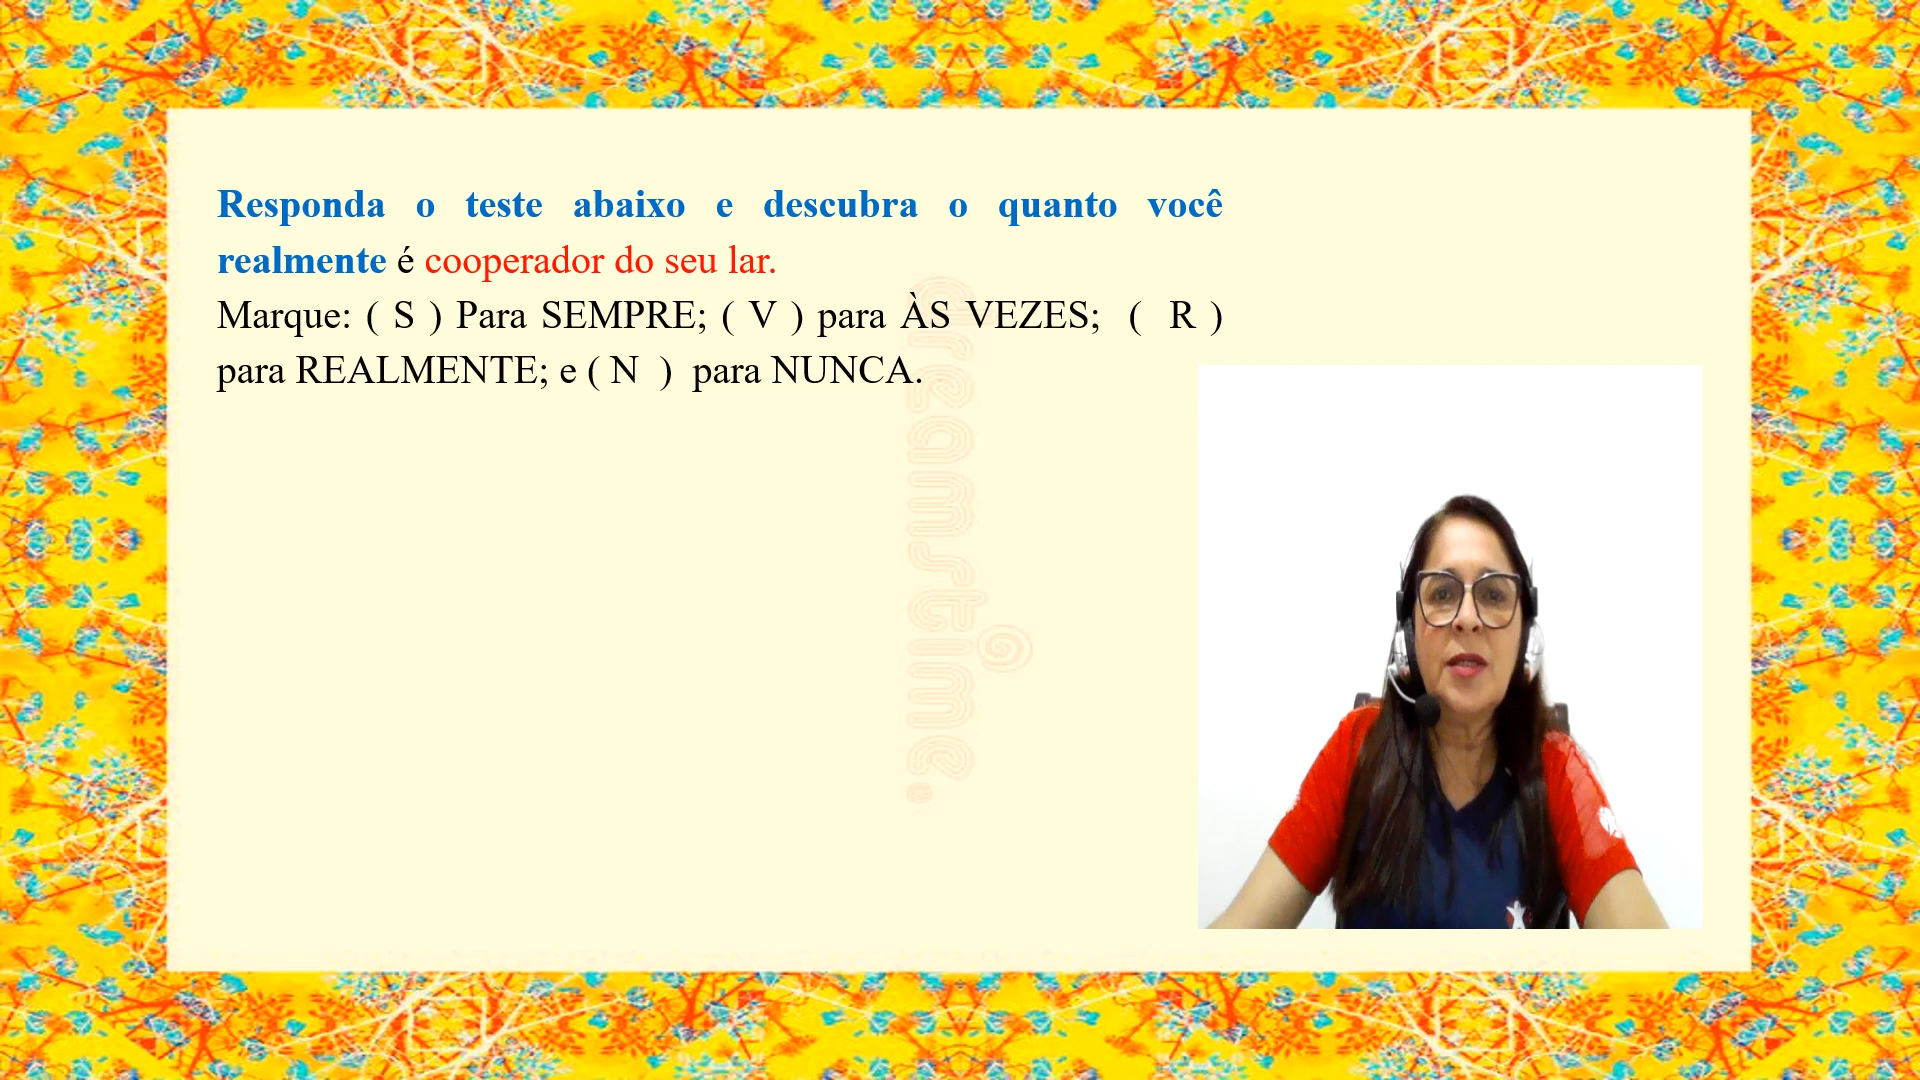 Responda o teste abaixo e descubra o quanto você
realmente é cooperador do seu lar.
Marque: ( S ) Para SEMPRE; ( V ) para ÀS VEZES; ( R )
para REALMENTE; e ( N ) para NUNCA.
dreamstime.